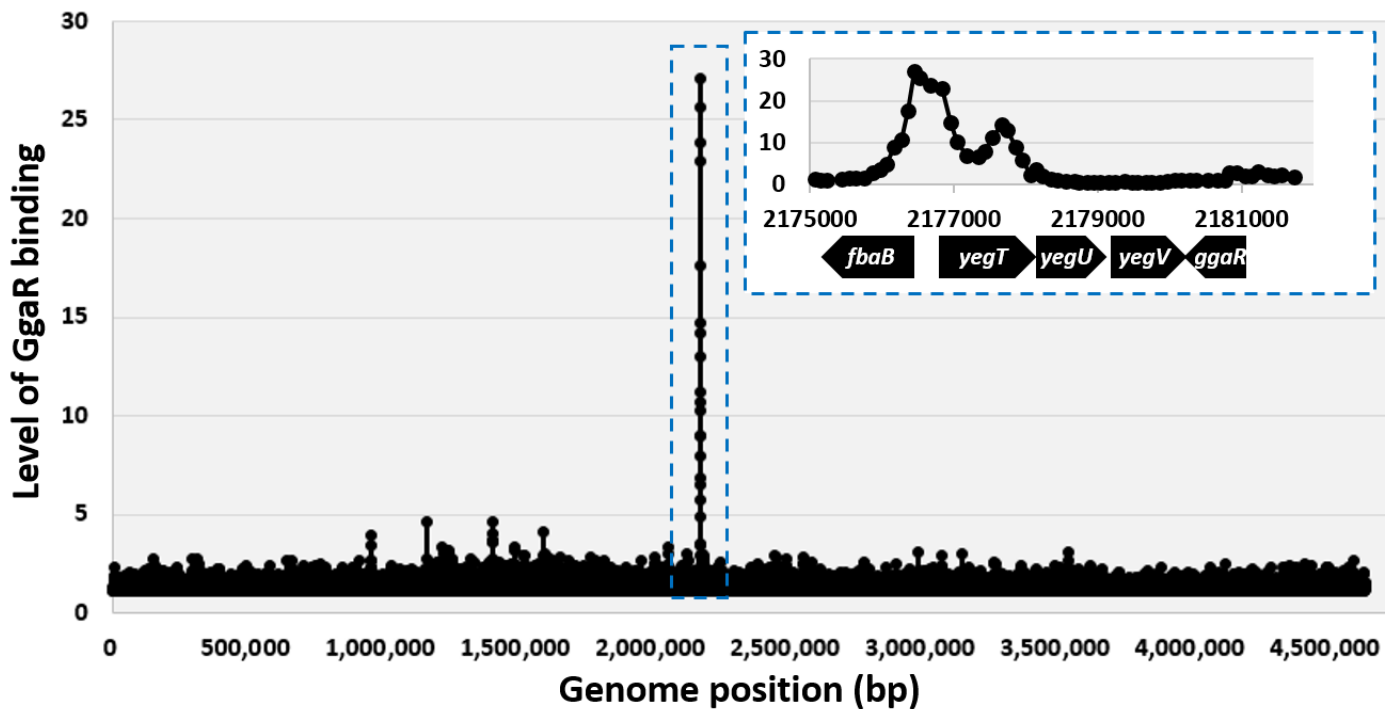 Level of GgaR binding
30
25
20
15
10
5
0
0 500,000 1,000,000 1,500,000 2,000,000 2,500,000 3,000,000 3,500,000 4,000,000 4,500,000
Genome position (bp)
30
20
10
0
2175000 2177000 2179000 2181000
fbaB yegT yegU yegV ggaR